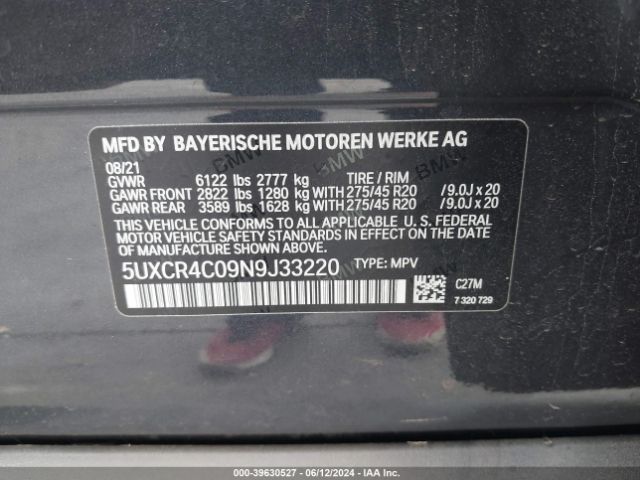 MFD BY BAYERISCHE MOTOREN WERKE AG
08/21
GVWR 6122 lbs 2777 kg TIRE / RIM
GAWR FRONT 2822 lbs 1280 kg WITH 275/45 R20 / 9.0J x 20
GAWR REAR 3589 lbs 1628 kg WITH 275/45 R20 / 9.0J x 20
THIS VEHICLE CONFORMS TO ALL APPLICABLE U. S. FEDERAL
MOTOR VEHICLE SAFETY STANDARDS IN EFFECT ON THE DATE
OF MANUFACTURE SHOWN ABOVE.
5UXCR4C09N9J33220 TYPE: MPV
C27M
7 320 729
000-39630527 - 06/12/2024 - IAA Inc.